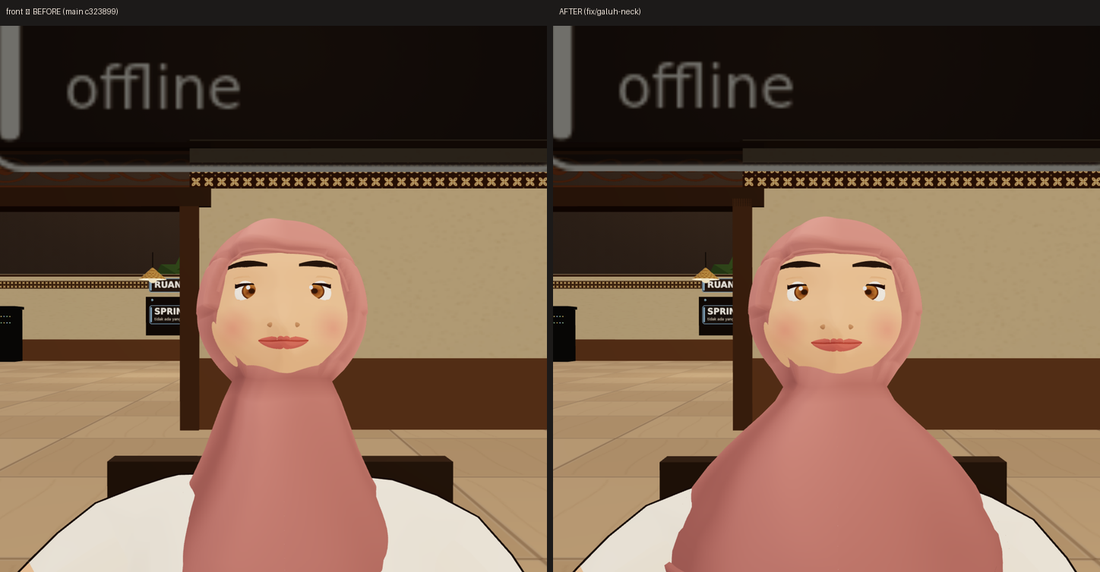 front ▯ BEFORE (main c323899)
AFTER (fix/galuh-neck)
offline
offline
RUAN
SPRIN
RUAN
SPRIN